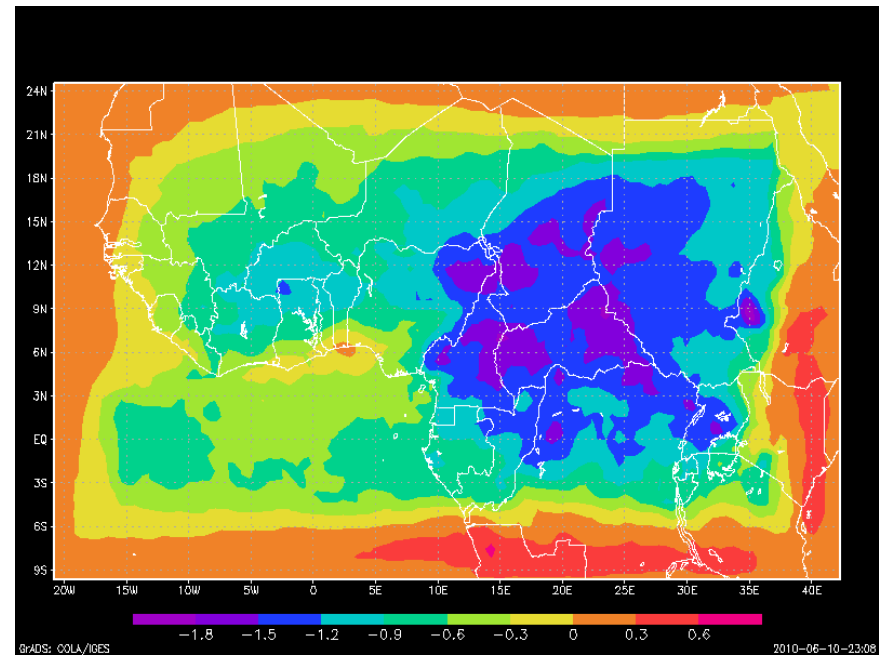 24N
21N
18N
15N
12N
9N
6N
3N
EQ
3S
6S
9S
20W 15W 10W 5W 0 5E 10E 15E 20E 25E 30E 35E 40E
−1.8 −1.5 −1.2 −0.9 −0.6 −0.3 0 0.3 0.6
GrADS: COLA/IGES 2010-06-10-23:08